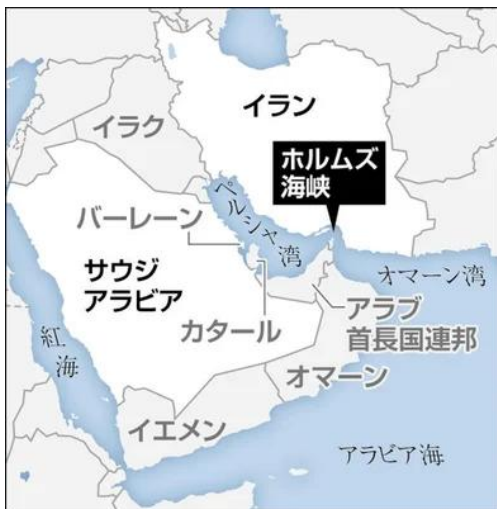 イラン
イラク
ホルムズ
海峡
ペルシャ湾
バーレーン
サウジ
アラビア
オマーン湾
カタール
アラブ
首長国連邦
紅海
オマーン
イエメン
アラビア海